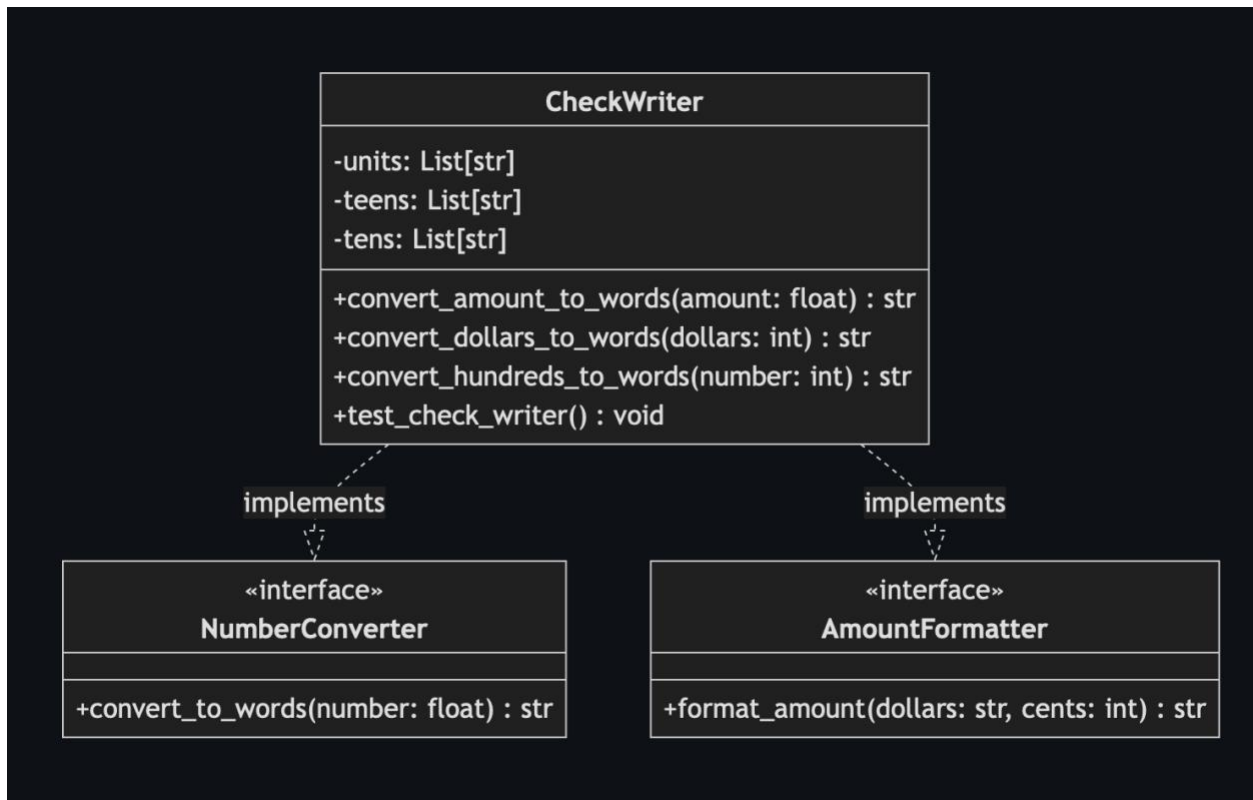 CheckWriter
-units: List[str]
-teens: List[str]
-tens: List[str]
+convert_amount_to_words(amount: float) : str
+convert_dollars_to_words(dollars: int) : str
+convert_hundreds_to_words(number: int) : str
+test_check_writer() : void
implements
implements
«interface»
NumberConverter
+convert_to_words(number: float) : str
«interface»
AmountFormatter
+format_amount(dollars: str, cents: int) : str